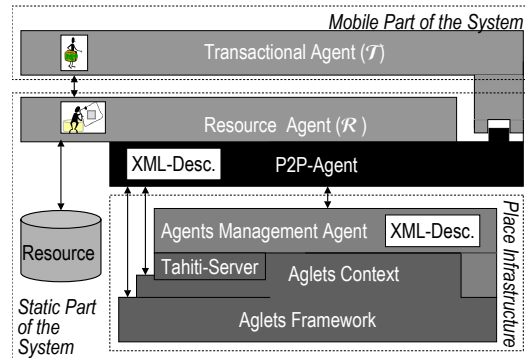 Mobile Part of the System
Transactional Agent (𝒯)
Resource Agent (ℛ)
XML-Desc.
P2P-Agent
Agents Management Agent
XML-Desc.
Place Infrastructure
Resource
Tahiti-Server
Aglets Context
Static Part
of the
System
Aglets Framework